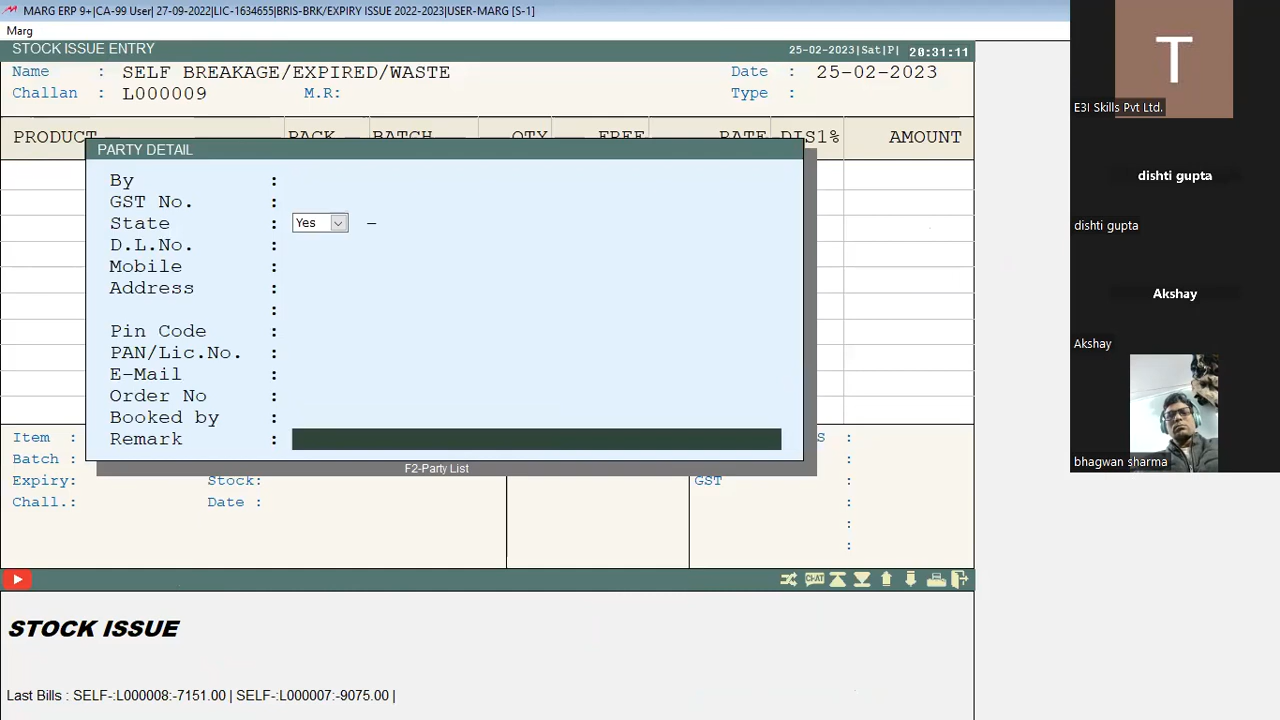 MARG ERP 9+|CA-99 User| 27-09-2022|LIC-1634655|BRIS-BRK/EXPIRY ISSUE 2022-2023|USER-MARG [S-1]
Marg
STOCK ISSUE ENTRY 25-02-2023|Sat|P| 20:31:11
Name : SELF BREAKAGE/EXPIRED/WASTE Date : 25-02-2023
Challan : L000009 M.R: Type :
PRODUCT PACK BATCH QTY FREE RATE DIS1% AMOUNT
PARTY DETAIL
By :
GST No. :
State : Yes –
D.L.No. :
Mobile :
Address :
:
Pin Code :
PAN/Lic.No. :
E-Mail :
Order No :
Booked by :
Remark :
F2-Party List
Item : S :
Batch : :
Expiry: Stock: GST :
Chall.: Date : :
:
:
CHAT
STOCK ISSUE
Last Bills : SELF-:L000008:-7151.00 | SELF-:L000007:-9075.00 |
T
E3I Skills Pvt Ltd.
dishti gupta
dishti gupta
Akshay
Akshay
bhagwan sharma